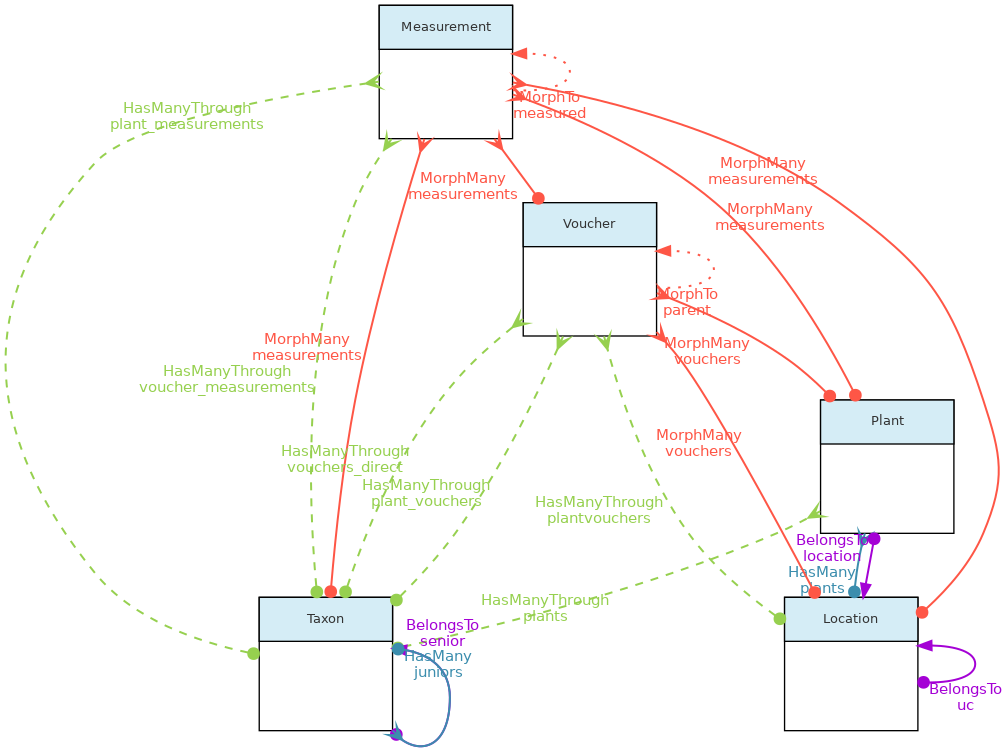 Measurement
MorphTo
measured
HasManyThrough
plant_measurements
MorphMany
measurements
MorphMany
measurements
MorphMany
measurements
Voucher
MorphTo
parent
MorphMany
measurements
MorphMany
vouchers
HasManyThrough
voucher_measurements
Plant
MorphMany
vouchers
HasManyThrough
vouchers_direct
HasManyThrough
plant_vouchers
HasManyThrough
plantvouchers
BelongsTo
location
HasMany
plants
HasManyThrough
plants
Taxon
BelongsTo
senior
HasMany
juniors
Location
BelongsTo
uc